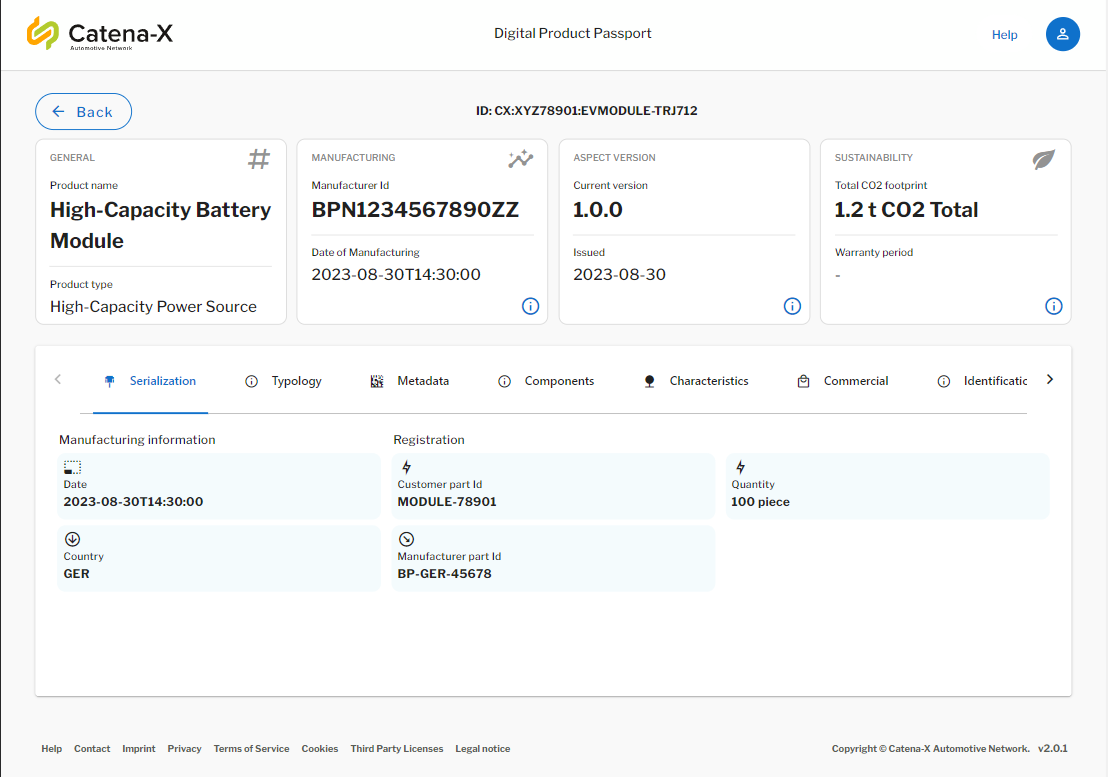 Catena-X
Automotive Network
Digital Product Passport
Help
Back
ID: CX:XYZ78901:EVMODULE-TRJ712
GENERAL
Product name
High-Capacity Battery
Module
Product type
High-Capacity Power Source
MANUFACTURING
Manufacturer Id
BPN1234567890ZZ
Date of Manufacturing
2023-08-30T14:30:00
ASPECT VERSION
Current version
1.0.0
Issued
2023-08-30
SUSTAINABILITY
Total CO2 footprint
1.2 t CO2 Total
Warranty period
-
Serialization
Typology
Metadata
Components
Characteristics
Commercial
Identificatic
Manufacturing information
Date
2023-08-30T14:30:00
Country
GER
Registration
Customer part Id
MODULE-78901
Manufacturer part Id
BP-GER-45678
Quantity
100 piece
Help Contact Imprint Privacy Terms of Service Cookies Third Party Licenses Legal notice
Copyright © Catena-X Automotive Network. v2.0.1